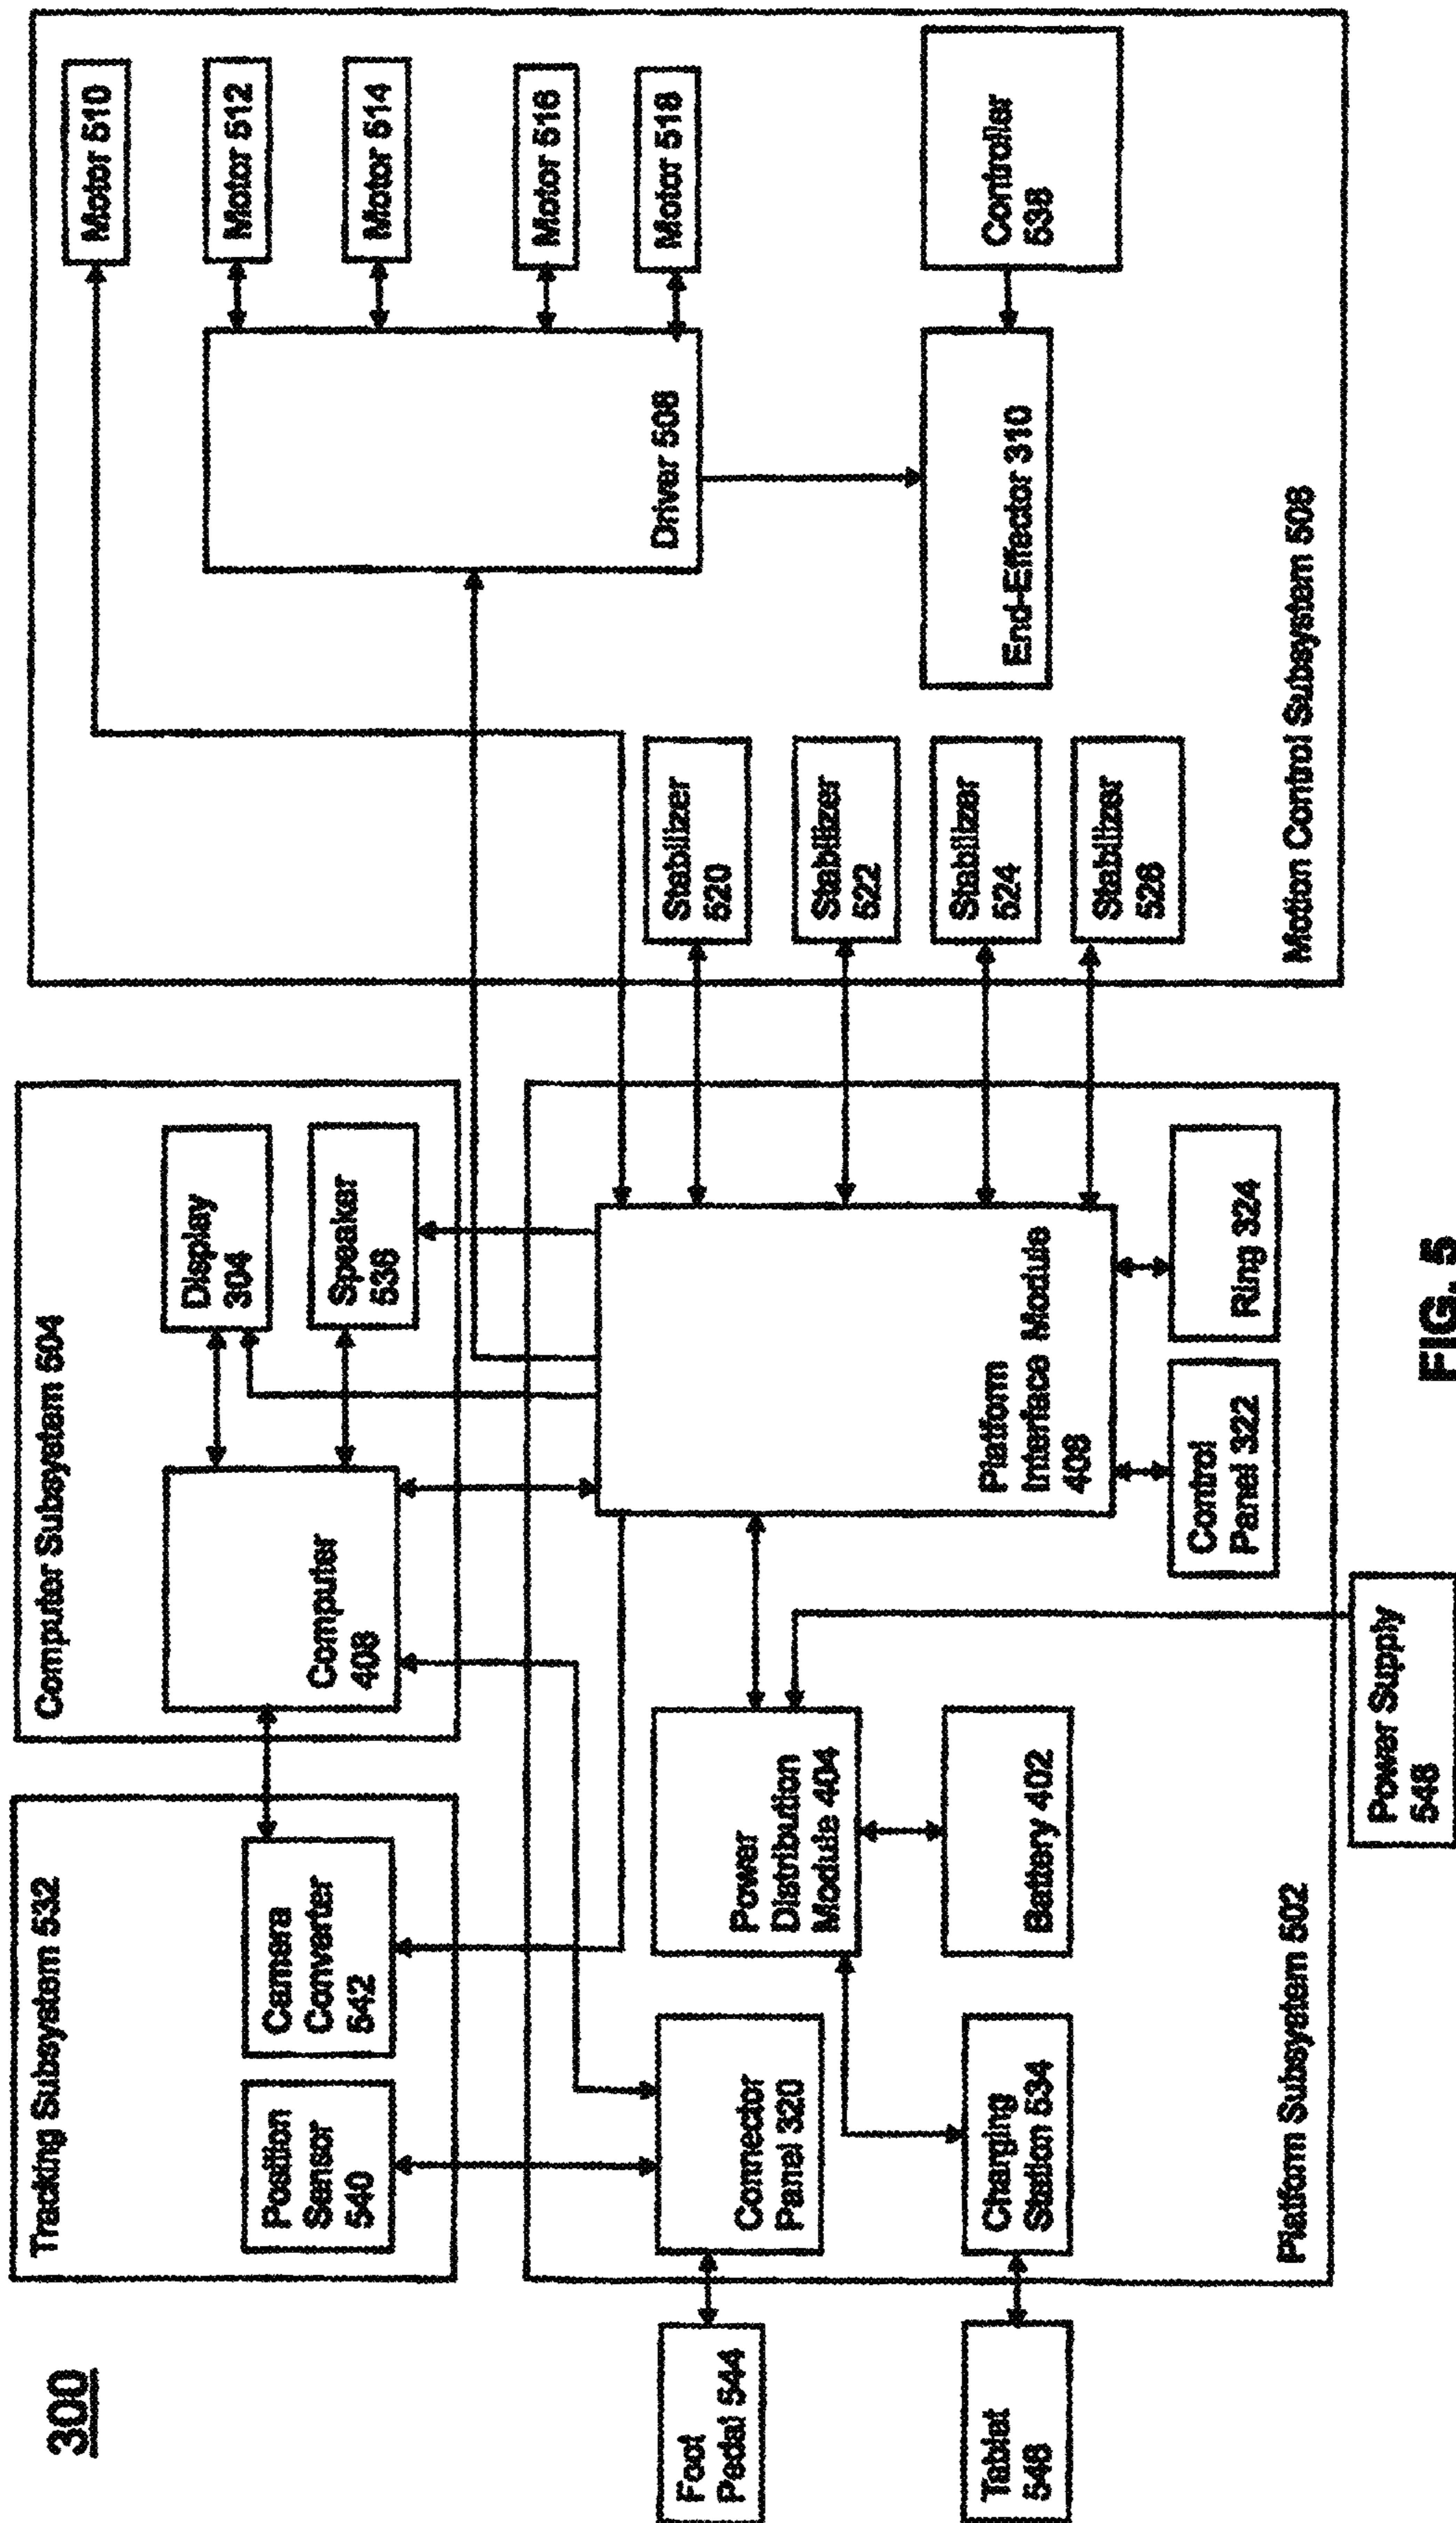 300
Tracking Subsystem 532
Position
Sensor
540
Camera
Converter
542
Computer Subsystem 504
Computer
408
Display
304
Speaker
536
Motor 510
Motor 512
Motor 514
Motor 516
Motor 518
Driver 508
Controller
538
End-Effector 310
Stabilizer
520
Stabilizer
522
Stabilizer
524
Stabilizer
526
Motion Control Subsystem 506
Foot
Pedal 544
Tablet
546
Connector
Panel 320
Charging
Station 534
Power
Distribution
Module 404
Battery 402
Platform
Interface Module
406
Control
Panel 322
Ring 324
Platform Subsystem 502
Power Supply
548
FIG. 5